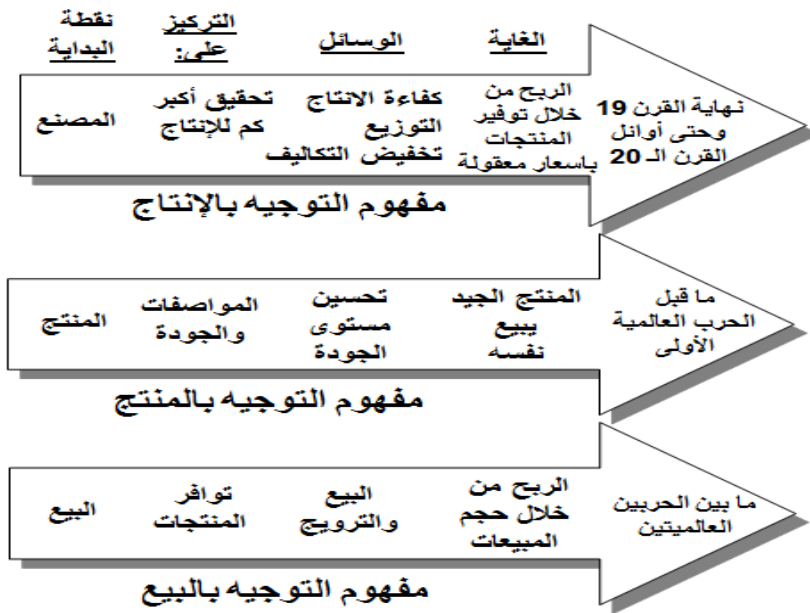 نقطة البداية
التركيز على:
الوسائل
الغاية
المصنع
تحقيق أكبر
كم للإنتاج
كفاءة الانتاج
التوزيع
تخفيض التكاليف
الربح من
خلال توفير
المنتجات
باسعار معقولة
نهاية القرن 19
وحتى أوائل
القرن الـ 20
مفهوم التوجيه بالإنتاج
المنتج
المواصفات
والجودة
تحسين
مستوى
الجودة
المنتج الجيد
يبيع
نفسه
ما قبل
الحرب العالمية
الأولى
مفهوم التوجيه بالمنتج
البيع
توافر
المنتجات
البيع
والترويج
الربح من
خلال حجم
المبيعات
ما بين الحربين
العالميتين
مفهوم التوجيه بالبيع